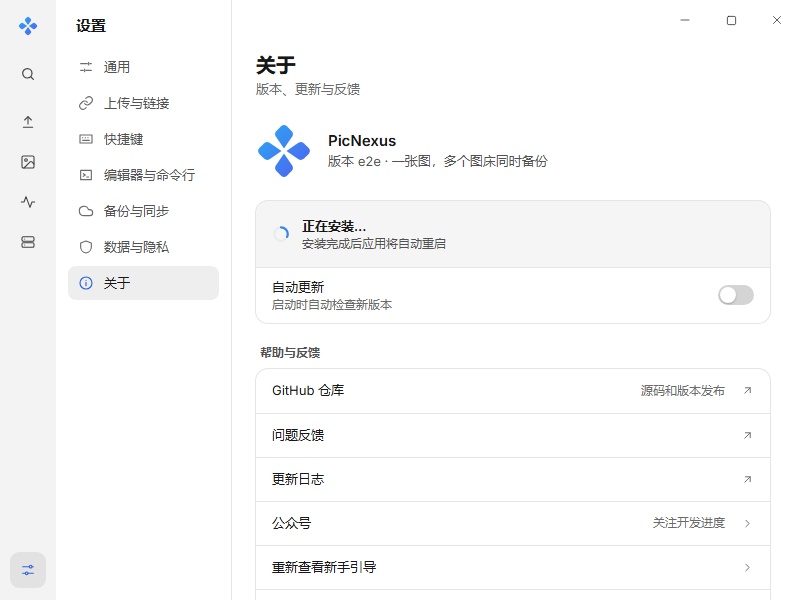 设置
通用
上传与链接
快捷键
编辑器与命令行
备份与同步
数据与隐私
关于
关于
版本、更新与反馈
PicNexus
版本 e2e · 一张图，多个图床同时备份
正在安装...
安装完成后应用将自动重启
自动更新
启动时自动检查新版本
帮助与反馈
GitHub 仓库
源码和版本发布
问题反馈
更新日志
公众号
关注开发进度
重新查看新手引导